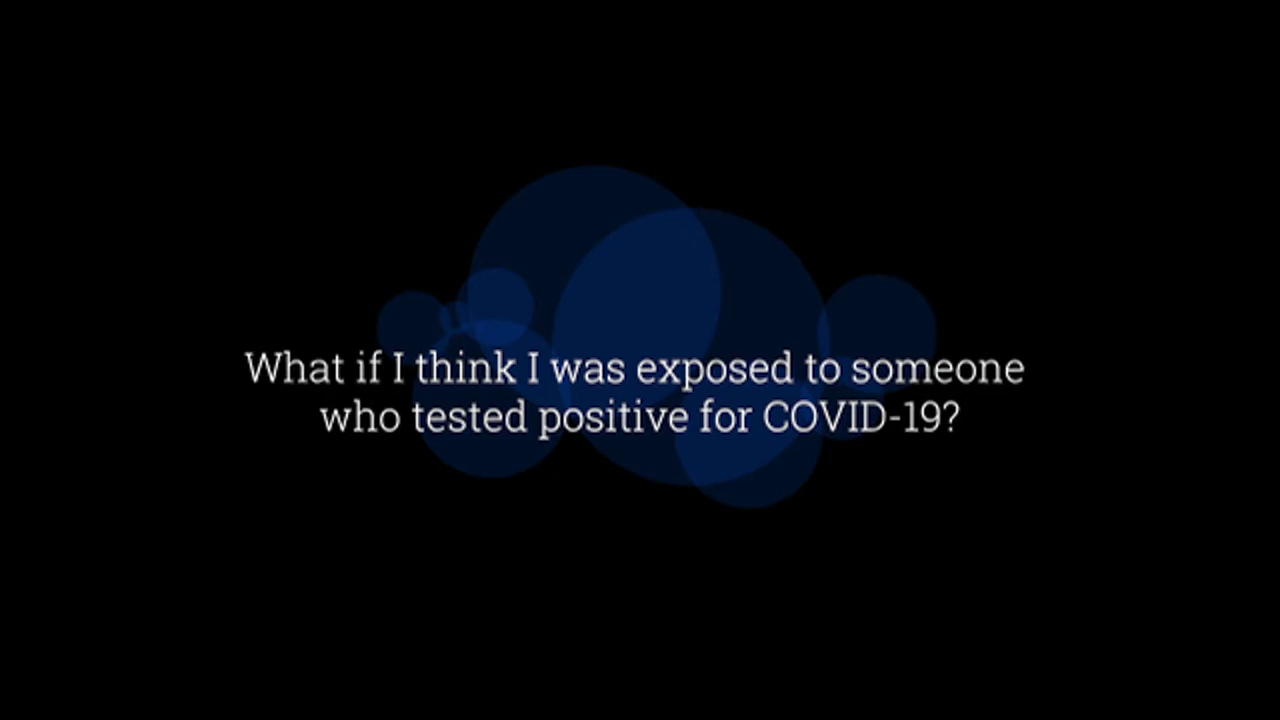 What if I think I was exposed to someone
who tested positive for COVID-19?